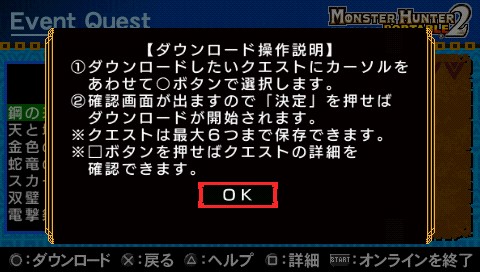 Event Quest
MONSTER HUNTER
PORTABLE 2
【ダウンロード操作説明】
①ダウンロードしたいクエストにカーソルを
あわせて○ボタンで選択します。
②確認画面が出ますので「決定」を押せば
ダウンロードが開始されます。
※クエストは最大６つまで保存できます。
※□ボタンを押せばクエストの詳細を
確認できます。
OK
鋼の
天と
金色の
蛇竜の
スカ
双璧
電撃
○:ダウンロード ×:戻る △:ヘルプ □:詳細 START:オンラインを終了